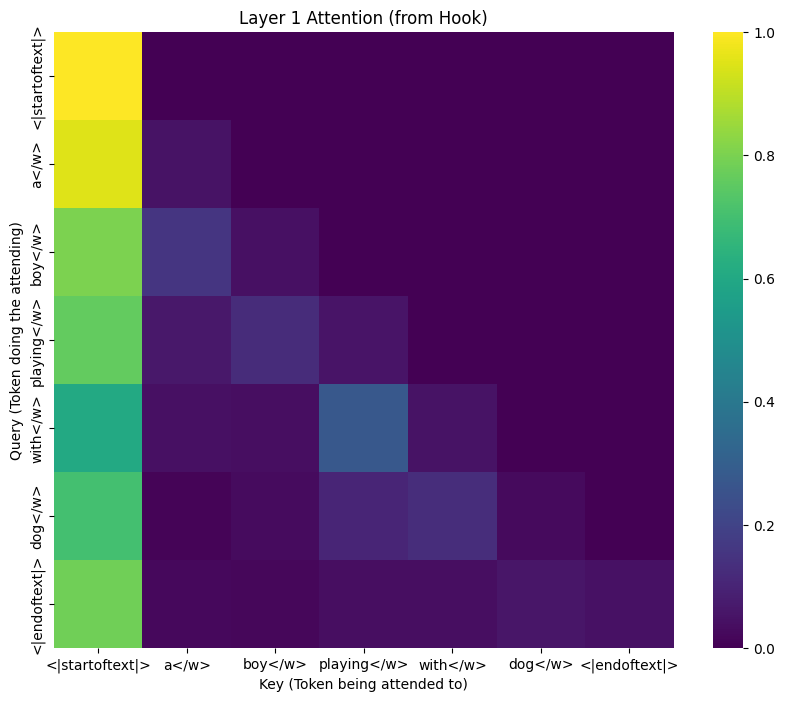 Layer 1 Attention (from Hook)
Query (Token doing the attending)
<|startoftext|>
a</w>
boy</w>
playing</w>
with</w>
dog</w>
<|endoftext|>
<|startoftext|> a</w> boy</w> playing</w> with</w> dog</w> <|endoftext|>
Key (Token being attended to)
1.0
0.8
0.6
0.4
0.2
0.0